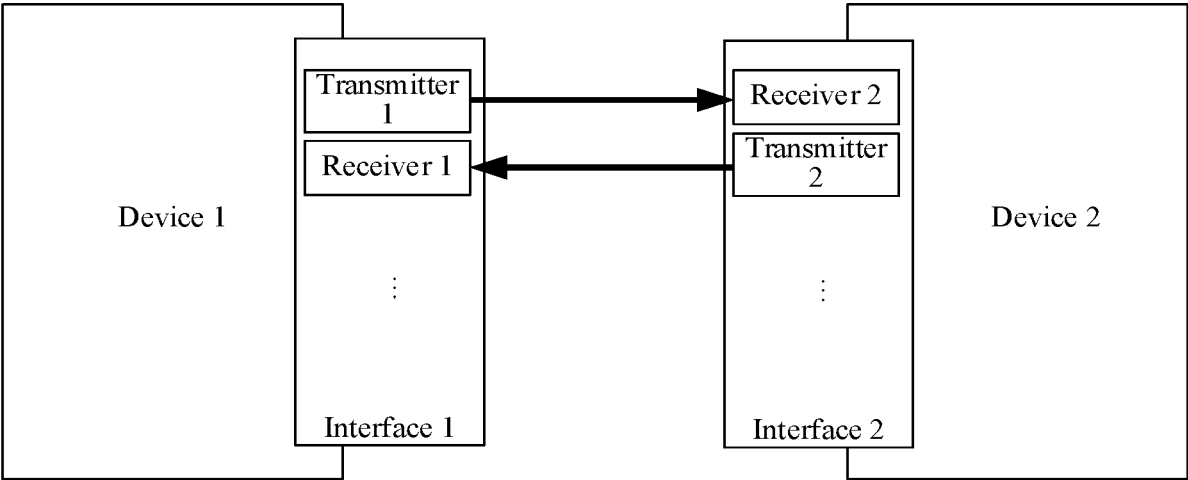 Transmitter
1
Receiver 2
Receiver 1
Transmitter
2
Device 1
Device 2
⋮
⋮
Interface 1
Interface 2